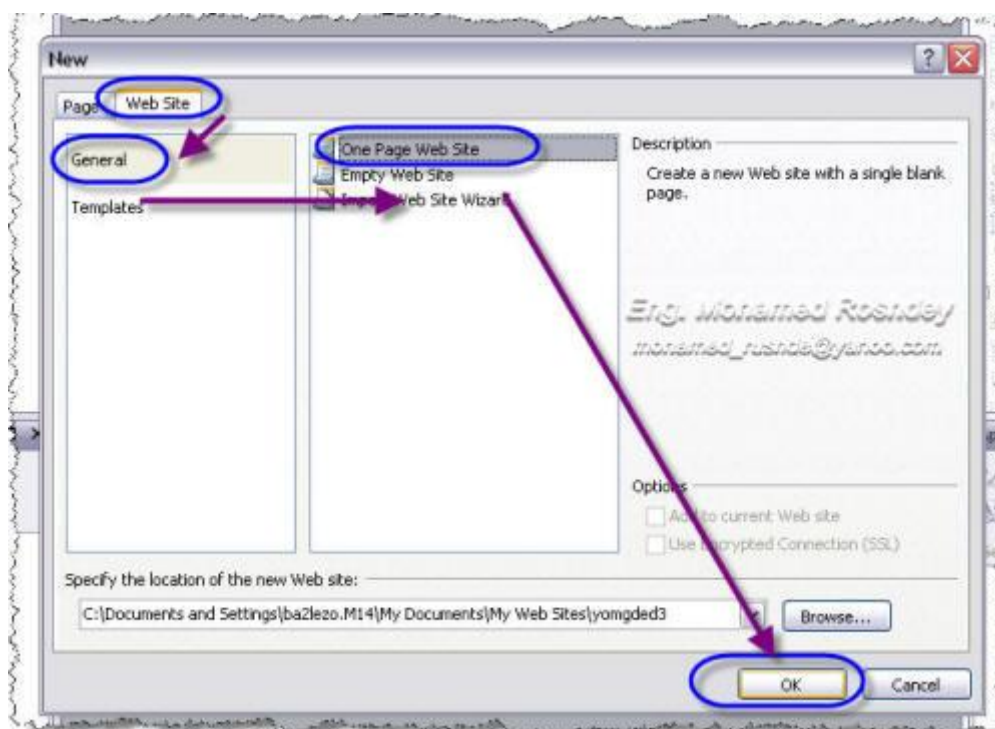 New
Page
Web Site
General
Templates
One Page Web Site
Empty Web Site
Import Web Site Wizard
Description
Create a new Web site with a single blank
page.
Eng. Mohamed Roshdey
mohamed_rushde@yahoo.com
Options
Add to current Web site
Use Encrypted Connection (SSL)
Specify the location of the new Web site:
C:\Documents and Settings\ba2lezo.M14\My Documents\My Web Sites\yomgded3
Browse...
OK
Cancel